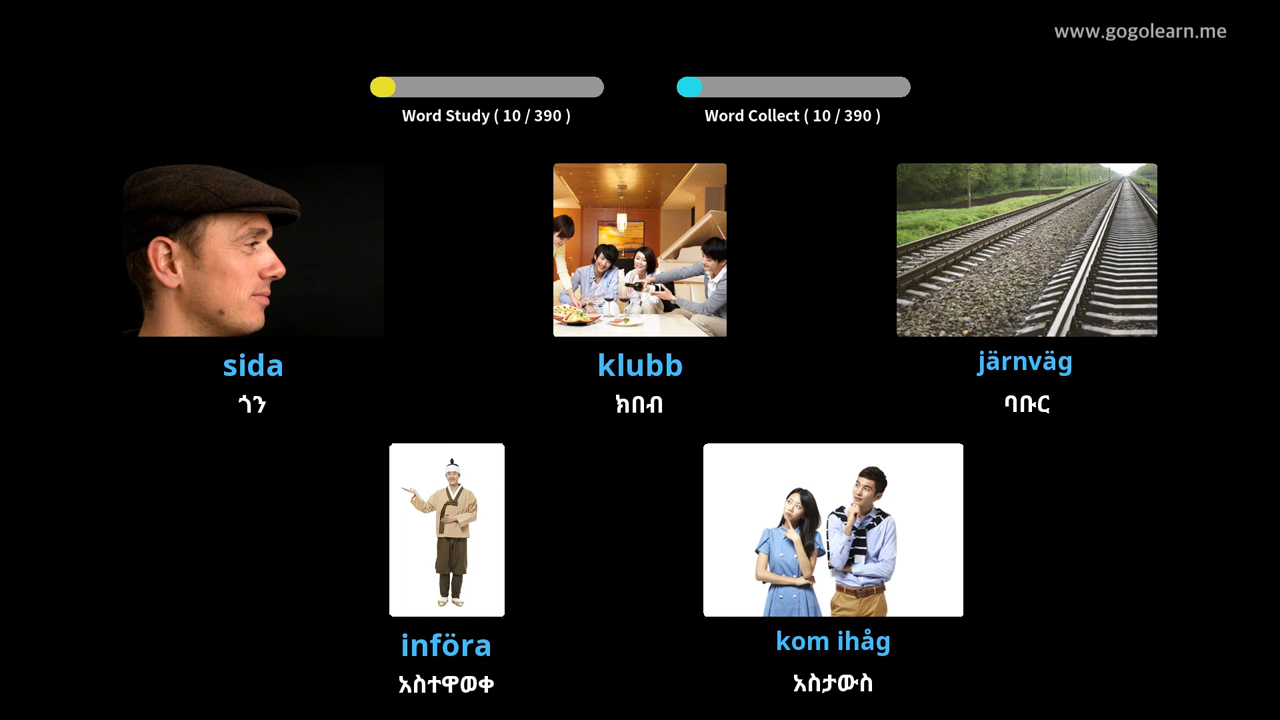 www.gogolearn.me
Word Study ( 10 / 390 )
Word Collect ( 10 / 390 )
sida
ጎን
klubb
ክበብ
järnväg
ባቡር
införa
አስተዋወቀ
kom ihåg
አስታውስ